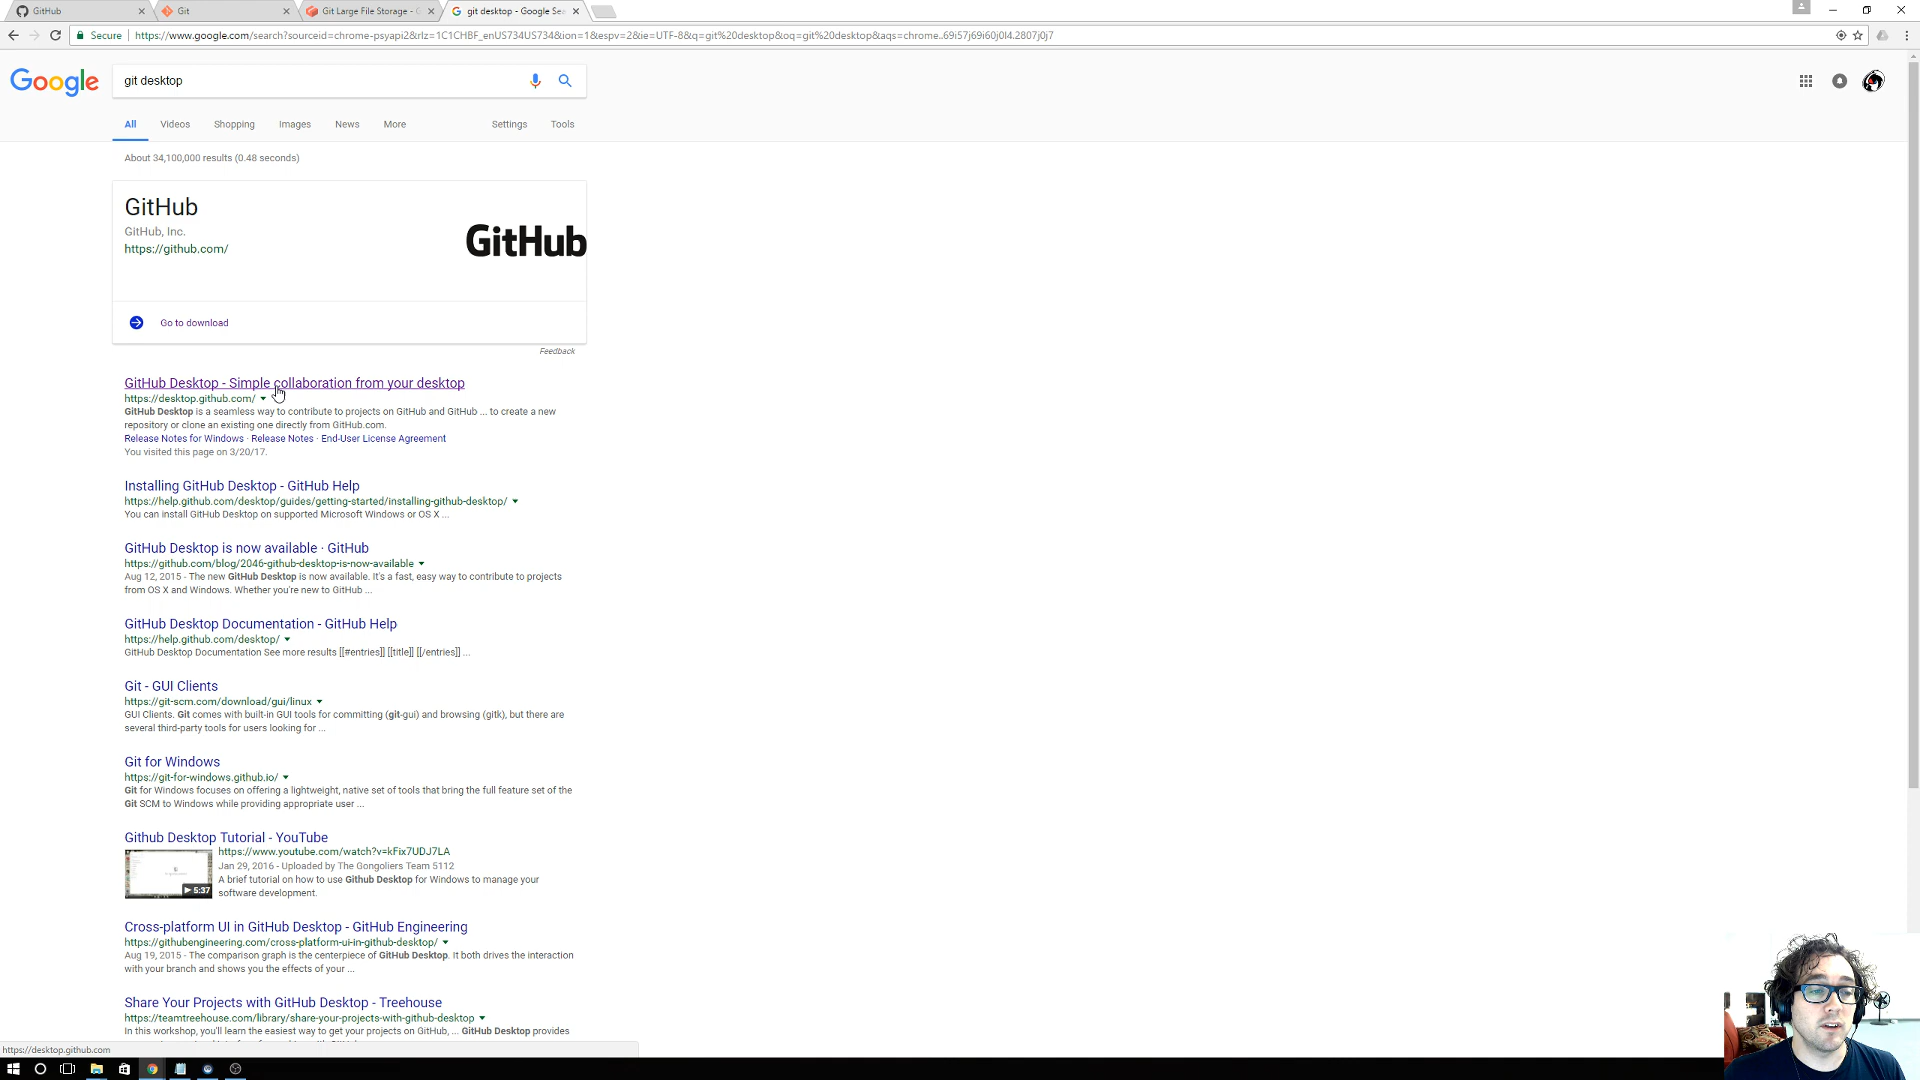 GitHub
Git
Git Large File Storage - G
git desktop - Google Sea
Secure
https://www.google.com/search?sourceid=chrome-psyapi2&rlz=1C1CHBF_enUS734US734&ion=1&espv=2&ie=UTF-8&q=git%20desktop&oq=git%20desktop&aqs=chrome..69i57j69i60j0l4.2807j0j7
Google
git desktop
All
Videos
Shopping
Images
News
More
Settings
Tools
About 34,100,000 results (0.48 seconds)
GitHub
GitHub, Inc.
https://github.com/
GitHub
Go to download
Feedback
GitHub Desktop - Simple collaboration from your desktop
https://desktop.github.com/
GitHub Desktop is a seamless way to contribute to projects on GitHub and GitHub ... to create a new
repository or clone an existing one directly from GitHub.com.
Release Notes for Windows · Release Notes · End-User License Agreement
You visited this page on 3/20/17.
Installing GitHub Desktop - GitHub Help
https://help.github.com/desktop/guides/getting-started/installing-github-desktop/
You can install GitHub Desktop on supported Microsoft Windows or OS X ...
GitHub Desktop is now available · GitHub
https://github.com/blog/2046-github-desktop-is-now-available
Aug 12, 2015 - The new GitHub Desktop is now available. It's a fast, easy way to contribute to projects
from OS X and Windows. Whether you're new to GitHub ...
GitHub Desktop Documentation - GitHub Help
https://help.github.com/desktop/
GitHub Desktop Documentation See more results [[#entries]] [[title]] [[/entries]] ...
Git - GUI Clients
https://git-scm.com/download/gui/linux
GUI Clients. Git comes with built-in GUI tools for committing (git-gui) and browsing (gitk), but there are
several third-party tools for users looking for ...
Git for Windows
https://git-for-windows.github.io/
Git for Windows focuses on offering a lightweight, native set of tools that bring the full feature set of the
Git SCM to Windows while providing appropriate user ...
Github Desktop Tutorial - YouTube
https://www.youtube.com/watch?v=kFix7UDJ7LA
Jan 29, 2016 - Uploaded by The Gongoliers Team 5112
A brief tutorial on how to use Github Desktop for Windows to manage your
software development.
5:37
Cross-platform UI in GitHub Desktop - GitHub Engineering
https://githubengineering.com/cross-platform-ui-in-github-desktop/
Aug 19, 2015 - The comparison graph is the centerpiece of GitHub Desktop. It both drives the interaction
with your branch and shows you the effects of your ...
Share Your Projects with GitHub Desktop - Treehouse
https://teamtreehouse.com/library/share-your-projects-with-github-desktop
In this workshop, you'll learn the easiest way to get your projects on GitHub, ... GitHub Desktop provides
https://desktop.github.com